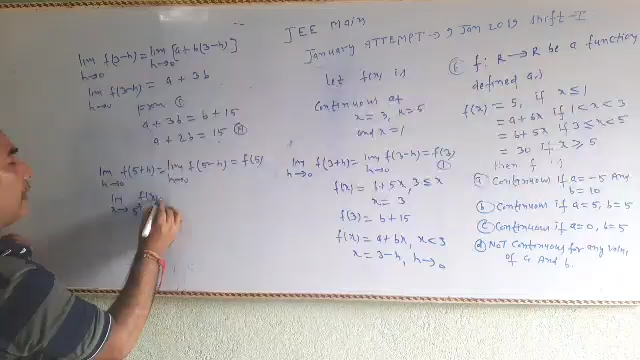 JEE Main
January ATTEMPT → 9 Jan 2019 Shift-I
f: R → R be a function
defined as
f(x) = 5, if x ≤ 1
= a + bx if 1 < x < 3
= b + 5x if 3 ≤ x < 5
= 30 if x ≥ 5
then f is
(a) Continuous if a = -5 And
b = 10
(b) Continuous if a = 5, b = 5
(c) Continuous if a = 0, b = 5
(d) NOT Continuous for any value
of a And b.
Let f(x) is
Continuous at
x = 3, x = 5
and x = 1
lim f(3+h) = lim f(3-h) = f(3)
h→0 h→0 (I)
f(x) = b + 5x, 3 ≤ x
x = 3
f(3) = b + 15
f(x) = a + bx, x < 3
x = 3-h, h→0
lim f(3-h) = lim [a + b(3-h)]
h→0 h→0
lim f(3-h) = a + 3b
h→0
from I
a + 3b = b + 15
a + 2b = 15 (II)
lim f(5+h) = lim f(5-h) = f(5)
h→0 h→0
lim f(x)
x→5